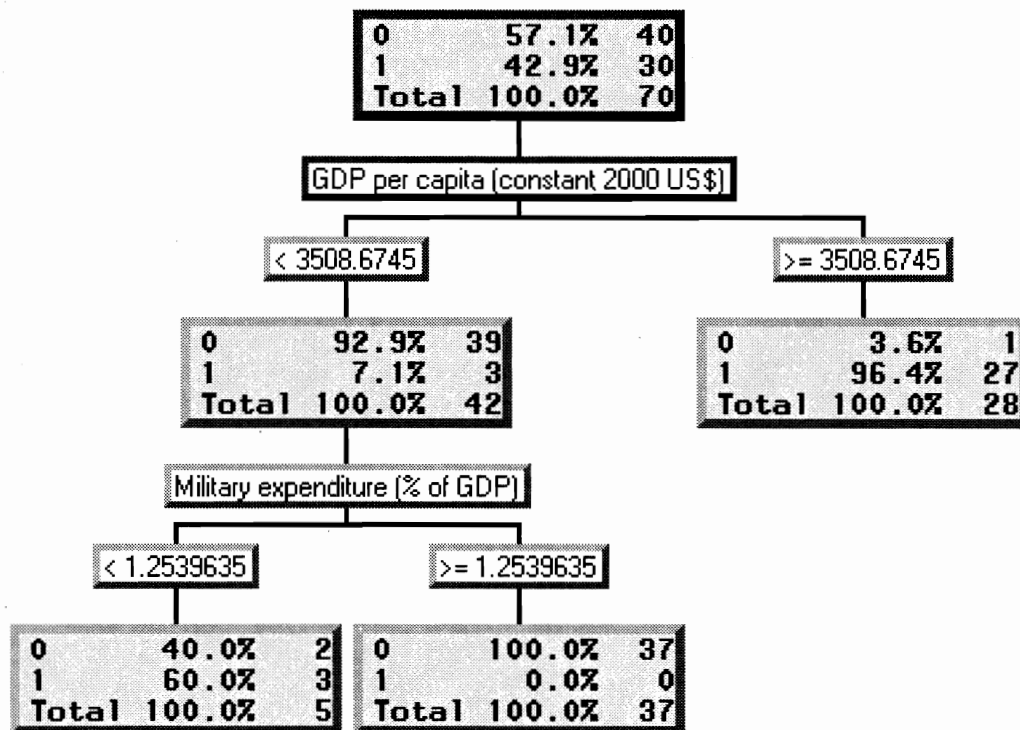 0 57.1% 40
1 42.9% 30
Total 100.0% 70
GDP per capita (constant 2000 US$)
< 3508.6745
>= 3508.6745
0 92.9% 39
1 7.1% 3
Total 100.0% 42
0 3.6% 1
1 96.4% 27
Total 100.0% 28
Military expenditure (% of GDP)
< 1.2539635
>= 1.2539635
0 40.0% 2
1 60.0% 3
Total 100.0% 5
0 100.0% 37
1 0.0% 0
Total 100.0% 37